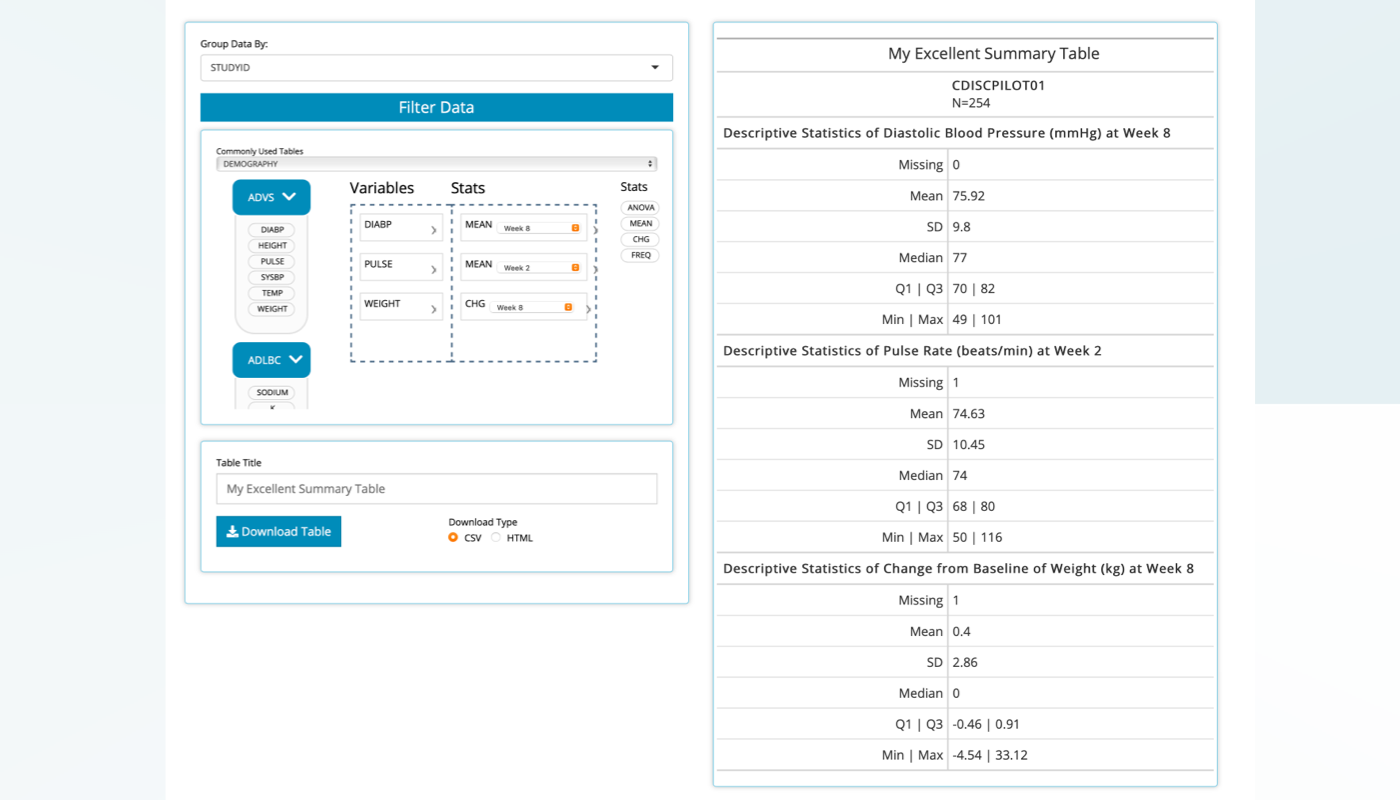 Group Data By:
STUDYID
Filter Data
Commonly Used Tables
DEMOGRAPHY
ADVS
DIABP
HEIGHT
PULSE
SYSBP
TEMP
WEIGHT
ADLBC
SODIUM
K
Variables Stats
DIABP MEAN Week 8
PULSE MEAN Week 2
WEIGHT CHG Week 8
Stats
ANOVA
MEAN
CHG
FREQ
Table Title
My Excellent Summary Table
Download Table
Download Type
CSV HTML
My Excellent Summary Table
CDISCPILOT01
N=254
Descriptive Statistics of Diastolic Blood Pressure (mmHg) at Week 8
Missing 0
Mean 75.92
SD 9.8
Median 77
Q1 | Q3 70 | 82
Min | Max 49 | 101
Descriptive Statistics of Pulse Rate (beats/min) at Week 2
Missing 1
Mean 74.63
SD 10.45
Median 74
Q1 | Q3 68 | 80
Min | Max 50 | 116
Descriptive Statistics of Change from Baseline of Weight (kg) at Week 8
Missing 1
Mean 0.4
SD 2.86
Median 0
Q1 | Q3 -0.46 | 0.91
Min | Max -4.54 | 33.12